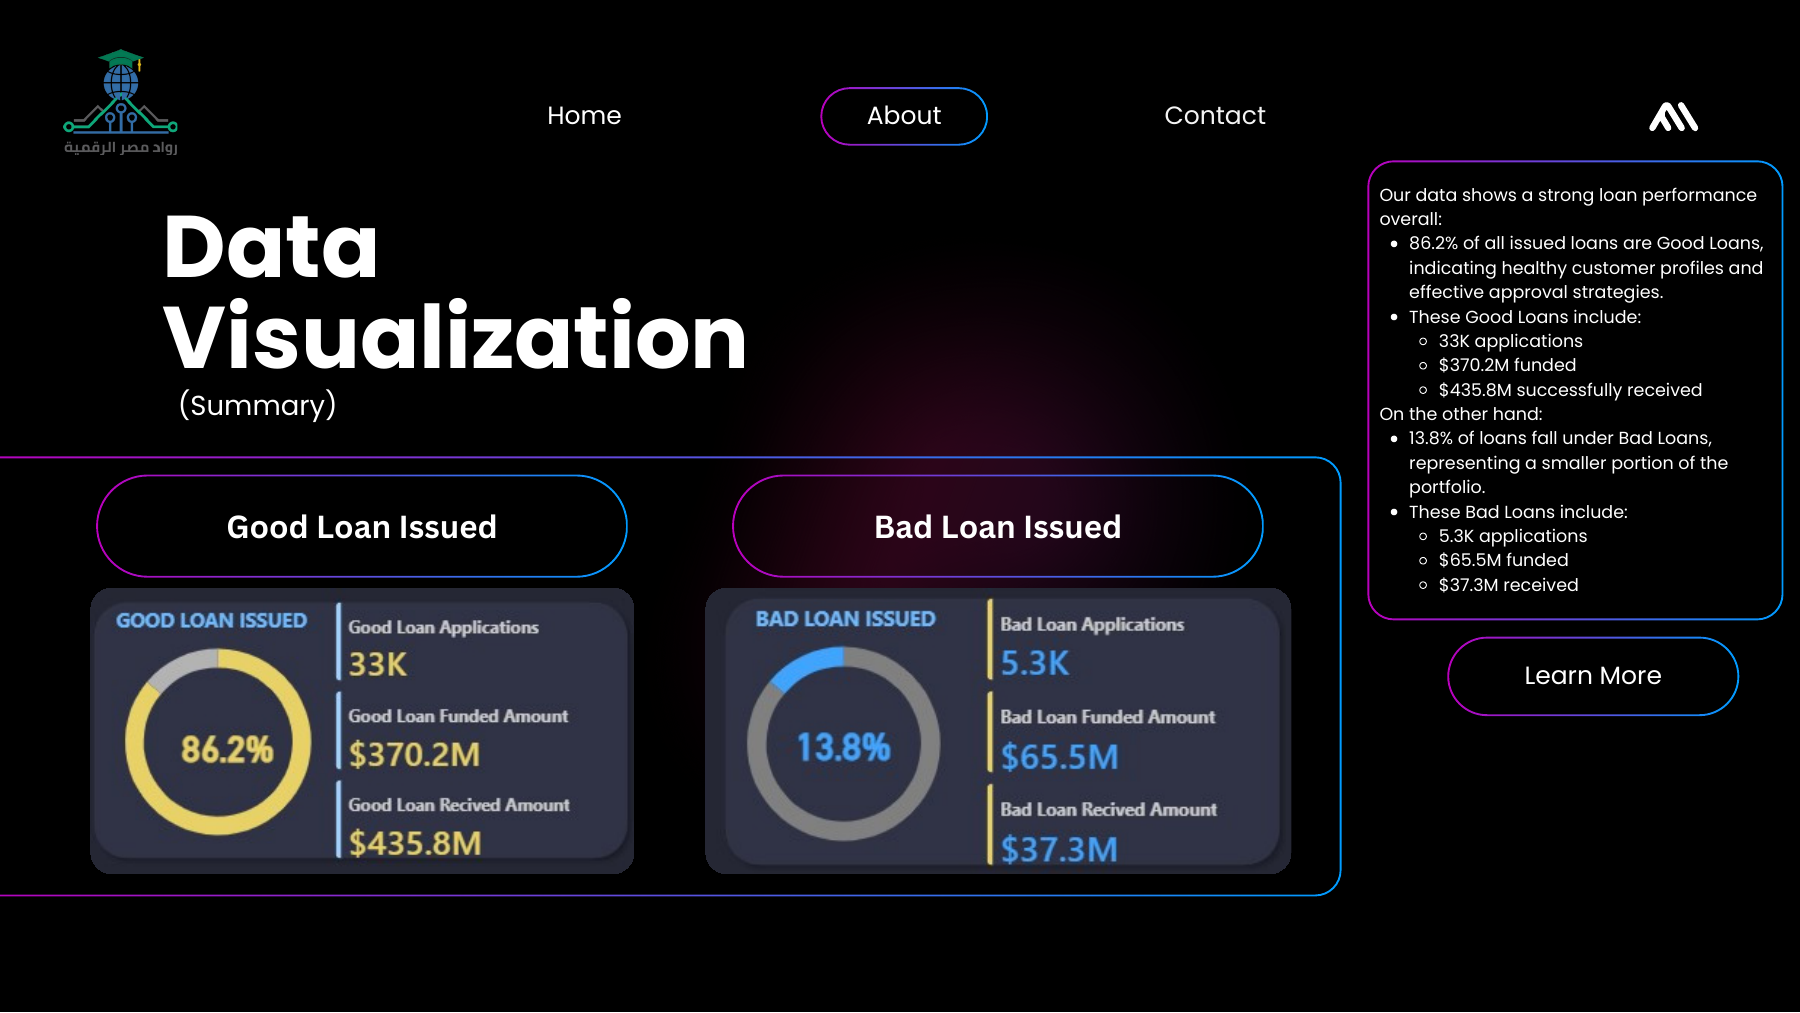 رواد مصر الرقمية
Home
About
Contact
Data
Visualization
(Summary)
Our data shows a strong loan performance
overall:
86.2% of all issued loans are Good Loans,
indicating healthy customer profiles and
effective approval strategies.
These Good Loans include:
33K applications
$370.2M funded
$435.8M successfully received
On the other hand:
13.8% of loans fall under Bad Loans,
representing a smaller portion of the
portfolio.
These Bad Loans include:
5.3K applications
$65.5M funded
$37.3M received
Learn More
Good Loan Issued
GOOD LOAN ISSUED
86.2%
Good Loan Applications
33K
Good Loan Funded Amount
$370.2M
Good Loan Recived Amount
$435.8M
Bad Loan Issued
BAD LOAN ISSUED
13.8%
Bad Loan Applications
5.3K
Bad Loan Funded Amount
$65.5M
Bad Loan Recived Amount
$37.3M